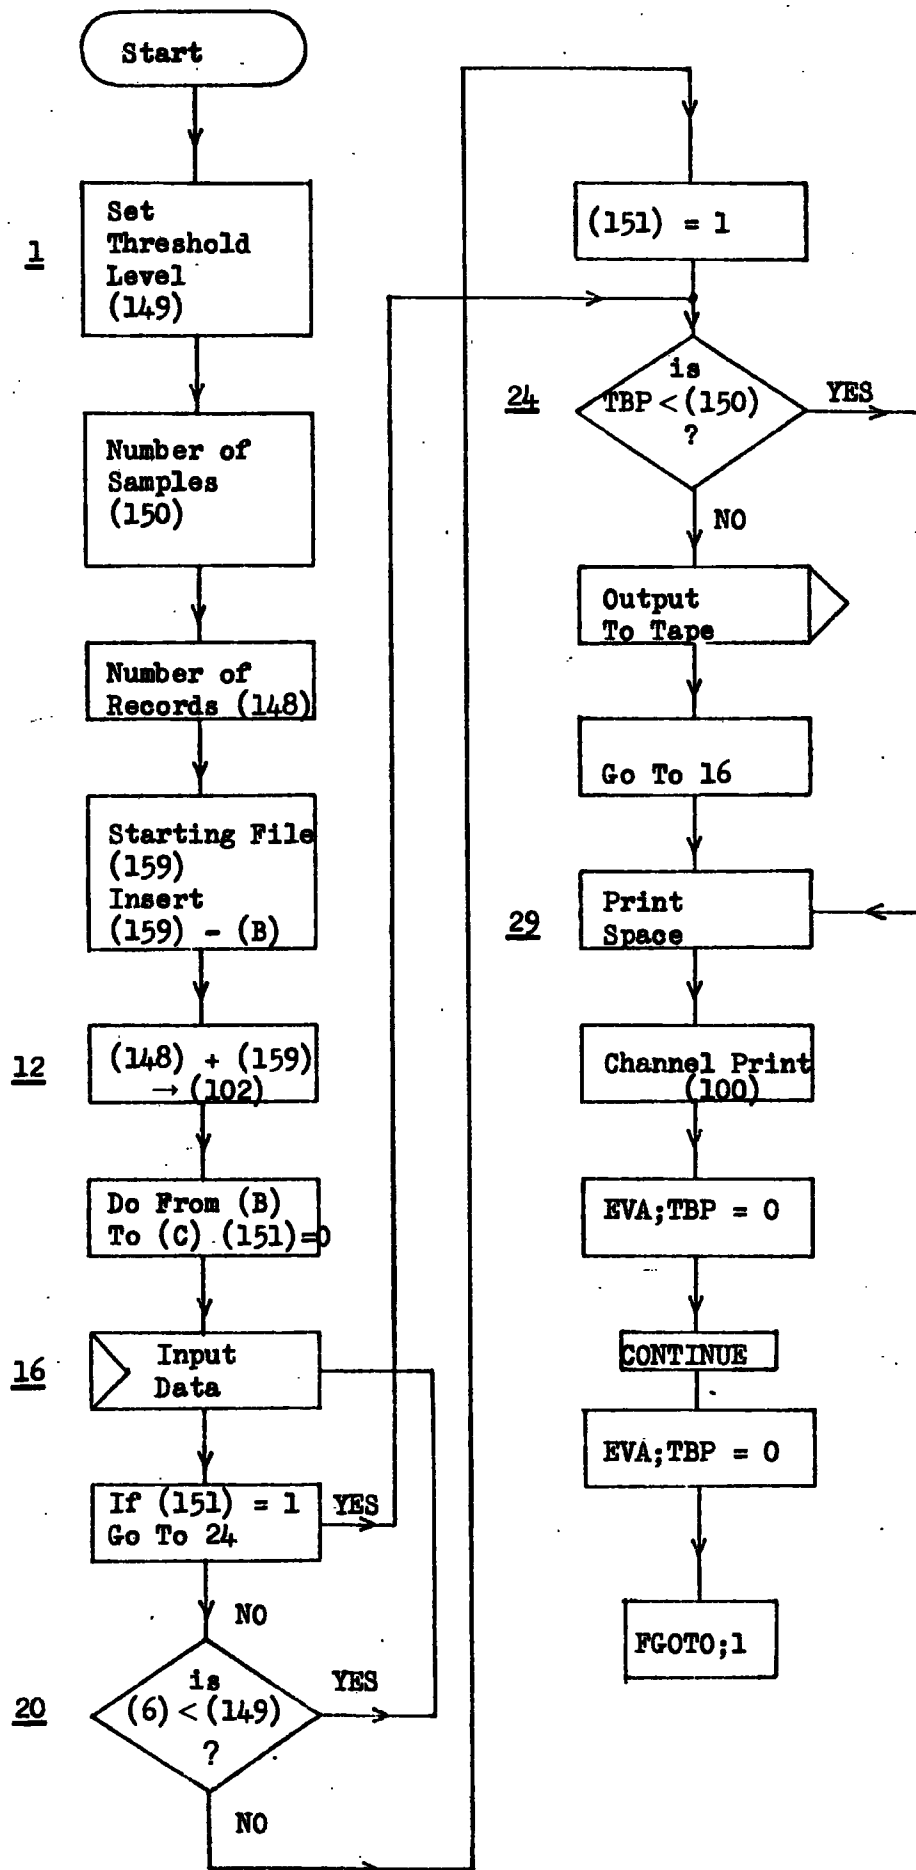 Start
1
Set
Threshold
Level
(149)
Number of
Samples
(150)
Number of
Records (148)
Starting File
(159)
Insert
(159) - (B)
12
(148) + (159)
→ (102)
Do From (B)
To (C) (151)=0
16
Input
Data
If (151) = 1
Go To 24
YES
NO
20
is
(6) < (149)
?
YES
NO
(151) = 1
24
is
TBP < (150)
?
YES
NO
Output
To Tape
Go To 16
29
Print
Space
Channel Print
(100)
EVA;TBP = 0
CONTINUE
EVA;TBP = 0
FGOTO;1